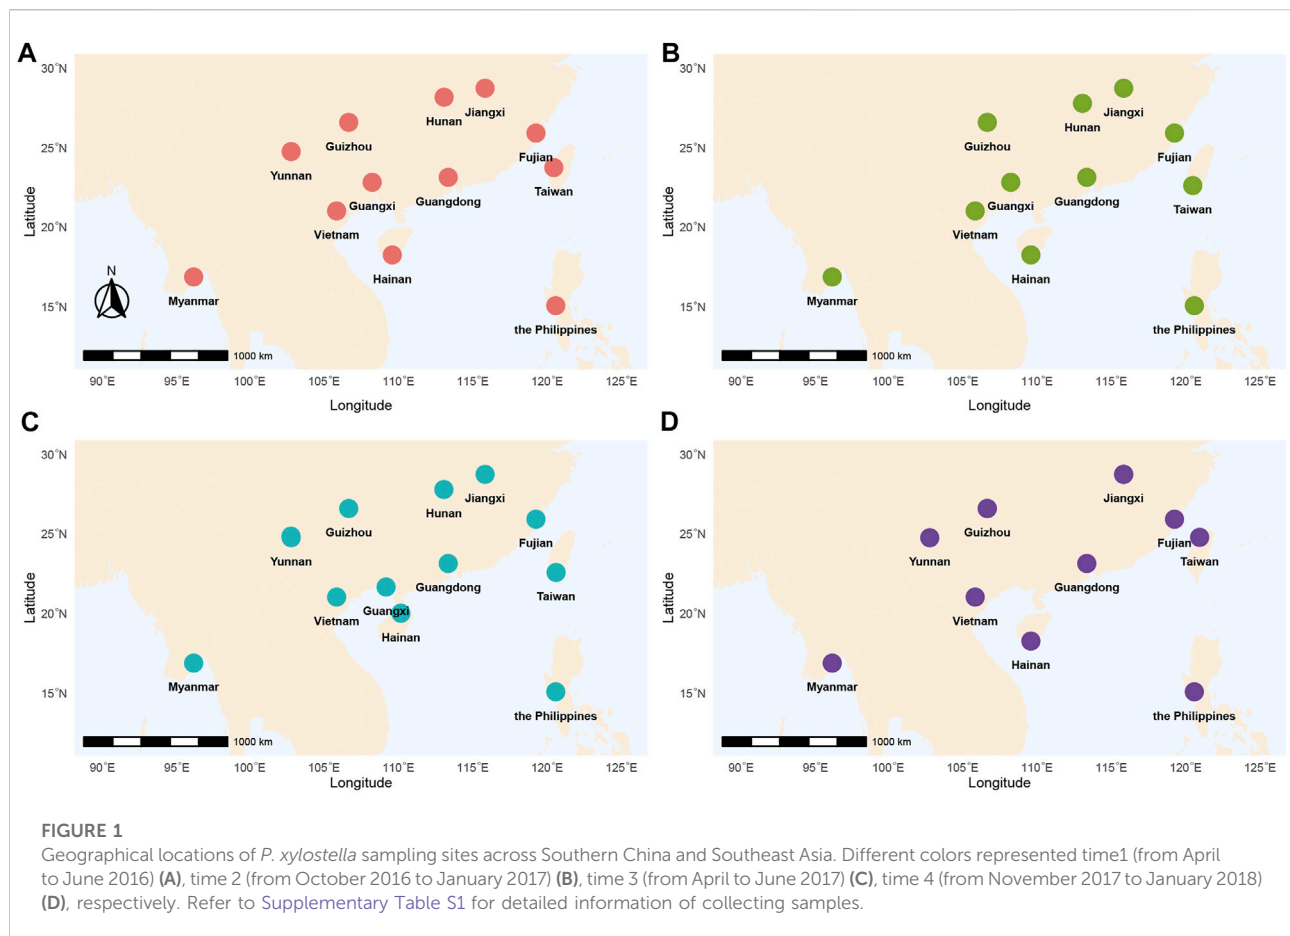 A
30°N
25°N
20°N
15°N
Latitude
Jiangxi
Hunan
Guizhou
Fujian
Yunnan
Taiwan
Guangxi
Guangdong
Vietnam
Hainan
Myanmar
the Philippines
N
1000 km
90°E 95°E 100°E 105°E 110°E 115°E 120°E 125°E
Longitude
B
30°N
25°N
20°N
15°N
Latitude
Jiangxi
Hunan
Guizhou
Fujian
Guangxi
Guangdong
Taiwan
Vietnam
Hainan
Myanmar
the Philippines
1000 km
90°E 95°E 100°E 105°E 110°E 115°E 120°E 125°E
Longitude
C
30°N
25°N
20°N
15°N
Latitude
Jiangxi
Hunan
Guizhou
Fujian
Yunnan
Guangdong
Taiwan
Guangxi
Vietnam
Hainan
Myanmar
the Philippines
1000 km
90°E 95°E 100°E 105°E 110°E 115°E 120°E 125°E
Longitude
D
30°N
25°N
20°N
15°N
Latitude
Jiangxi
Guizhou
Fujian
Yunnan
Taiwan
Guangdong
Vietnam
Hainan
Myanmar
the Philippines
1000 km
90°E 95°E 100°E 105°E 110°E 115°E 120°E 125°E
Longitude
FIGURE 1
Geographical locations of P. xylostella sampling sites across Southern China and Southeast Asia. Different colors represented time1 (from April
to June 2016) (A), time 2 (from October 2016 to January 2017) (B), time 3 (from April to June 2017) (C), time 4 (from November 2017 to January 2018)
(D), respectively. Refer to Supplementary Table S1 for detailed information of collecting samples.